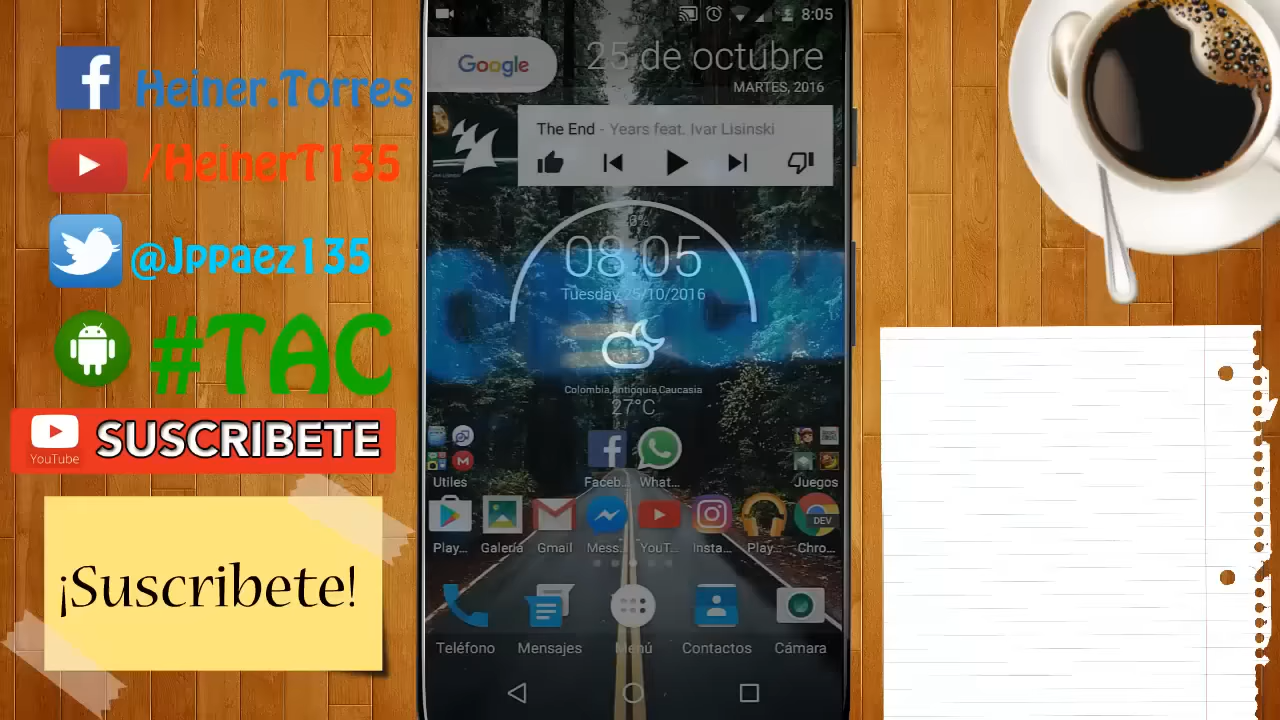 Heiner.Torres
/HeinerT135
@Jppaez135
#TAC
YouTube
SUSCRIBETE
¡Suscribete!
8:05
Google
25 de octubre
MARTES, 2016
The End - Years feat. Ivar Lisinski
08:05
Tuesday 25/10/2016
Colombia,Antioquia,Caucasia
27°C
Utiles
Faceb...
What...
Juegos
DEV
Play...
Galería
Gmail
Mess...
YouT...
Insta...
Play...
Chro...
Teléfono
Mensajes
Menú
Contactos
Cámara